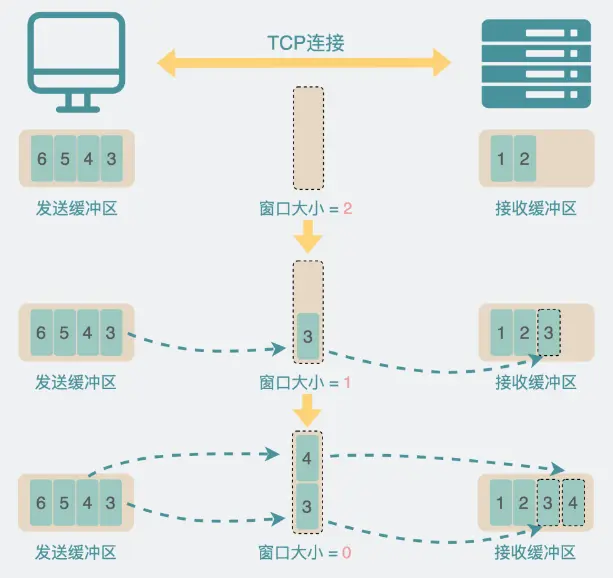 TCP连接
6 5 4 3
1 2
发送缓冲区
窗口大小 = 2
接收缓冲区
6 5 4 3
3
1 2 3
发送缓冲区
窗口大小 = 1
接收缓冲区
4
6 5 4 3
3
1 2 3 4
发送缓冲区
窗口大小 = 0
接收缓冲区